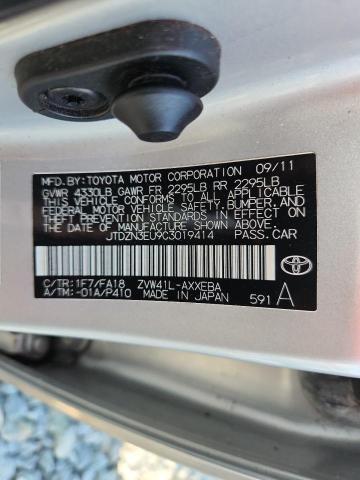 MFD. BY: TOYOTA MOTOR CORPORATION 09/11
GVWR 4330LB GAWR FR 2295LB RR 2295LB
THIS VEHICLE CONFORMS TO ALL APPLICABLE
FEDERAL MOTOR VEHICLE SAFETY, BUMPER, AND
THEFT PREVENTION STANDARDS IN EFFECT ON
THE DATE OF MANUFACTURE SHOWN ABOVE.
JTDZN3EU9C3019414 PASS.CAR
C/TR: 1F7/FA18 ZVW41L-AXXEBA
A/TM: -01A/P410 MADE IN JAPAN 591 A
TOYOTA